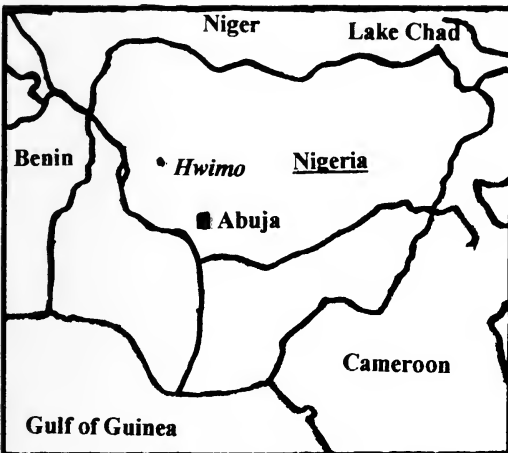 Niger
Lake Chad
Benin
Hwimo
Nigeria
Abuja
Cameroon
Gulf of Guinea